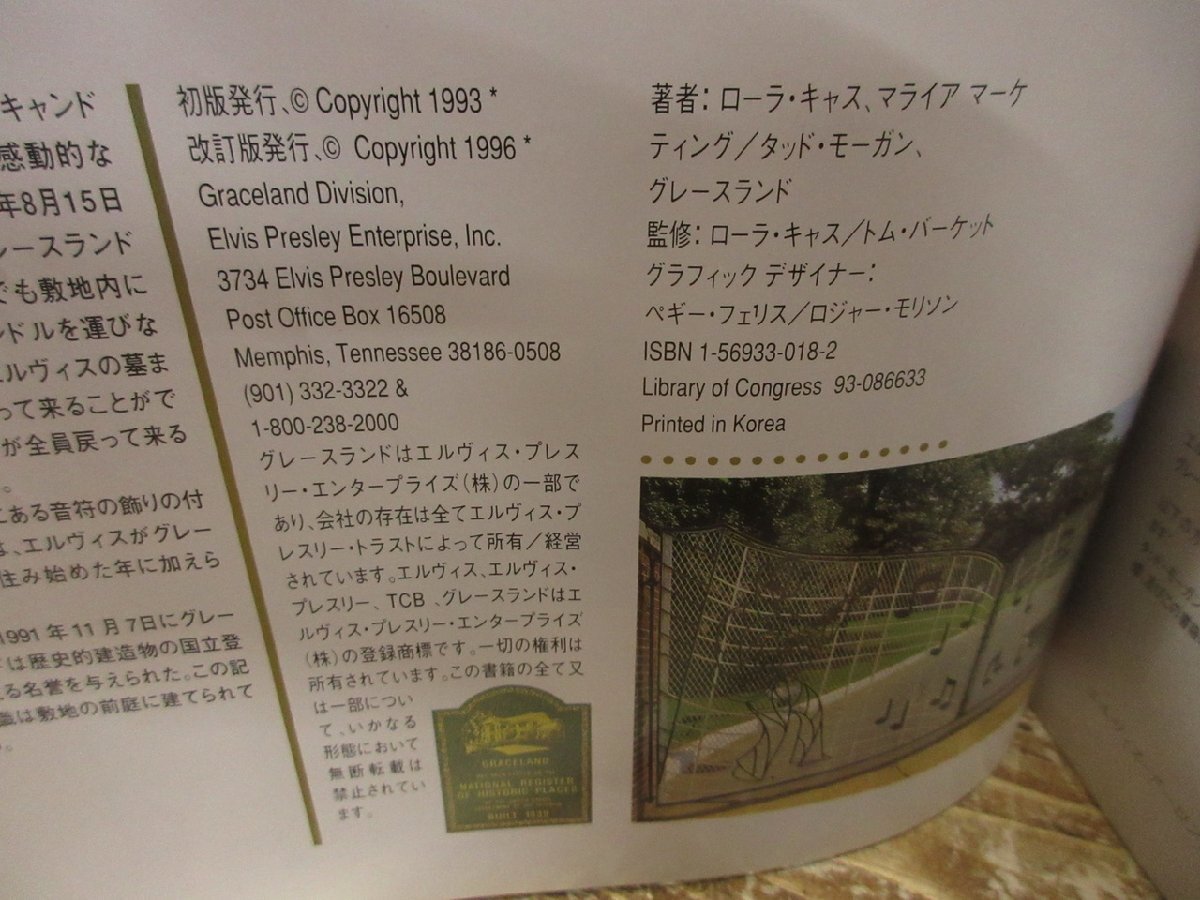 キャンド
感動的な
年8月15日
レースランド
でも敷地内に
ンドルを運びな
エルヴィスの墓ま
って来ることがで
が全員戻って来る
。
にある音符の飾りの付
は、エルヴィスがグレー
住み始めた年に加えら
1991年11月7日にグレー
ドは歴史的建造物の国立登
える名誉を与えられた。この記
識は敷地の前庭に建てられて
初版発行、© Copyright 1993 *
改訂版発行、© Copyright 1996 *
Graceland Division,
Elvis Presley Enterprise, Inc.
3734 Elvis Presley Boulevard
Post Office Box 16508
Memphis, Tennessee 38186-0508
(901) 332-3322 &
1-800-238-2000
グレースランドはエルヴィス・プレス
リー・エンタープライズ(株)の一部で
あり、会社の存在は全てエルヴィス・プ
レスリー・トラストによって所有/経営
されています。エルヴィス、エルヴィス・
プレスリー、TCB、グレースランドはエ
ルヴィス・プレスリー・エンタープライズ
(株)の登録商標です。一切の権利は
所有されています。この書籍の全て又
は一部につい
て、いかなる
形態において
無断転載は
禁止されてい
ます。
GRACELAND
NATIONAL REGISTER
OF HISTORIC PLACES
BUILT 1939
著者: ローラ・キャス、マライア マーケ
ティング/タッド・モーガン、
グレースランド
監修: ローラ・キャス/トム・バーケット
グラフィック デザイナー:
ペギー・フェリス/ロジャー・モリソン
ISBN 1-56933-018-2
Library of Congress 93-086633
Printed in Korea